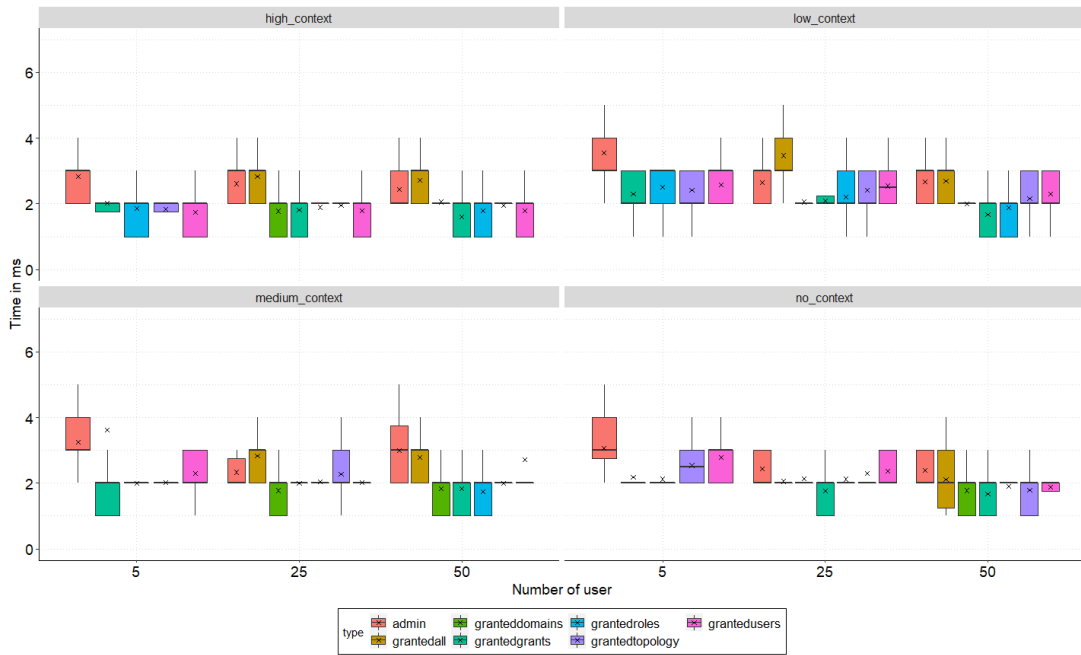 high_context
low_context
6
4
2
0
medium_context
no_context
6
4
2
0
Time in ms
5
25
50
5
25
50
Number of user
type
admin
granteddomains
grantedroles
grantedusers
grantedall
grantedgrants
grantedtopology